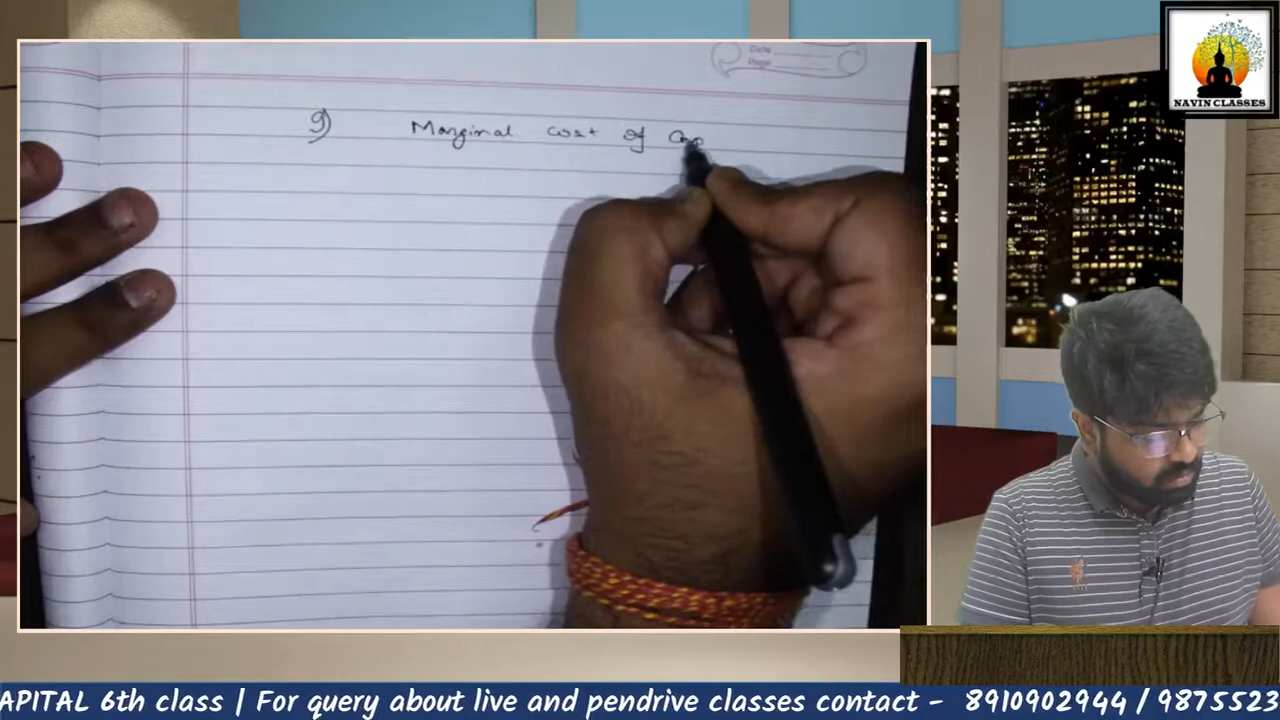 Date
Page
9) Marginal cost of
NAVIN CLASSES
APITAL 6th class | For query about live and pendrive classes contact - 8910902944 / 9875523